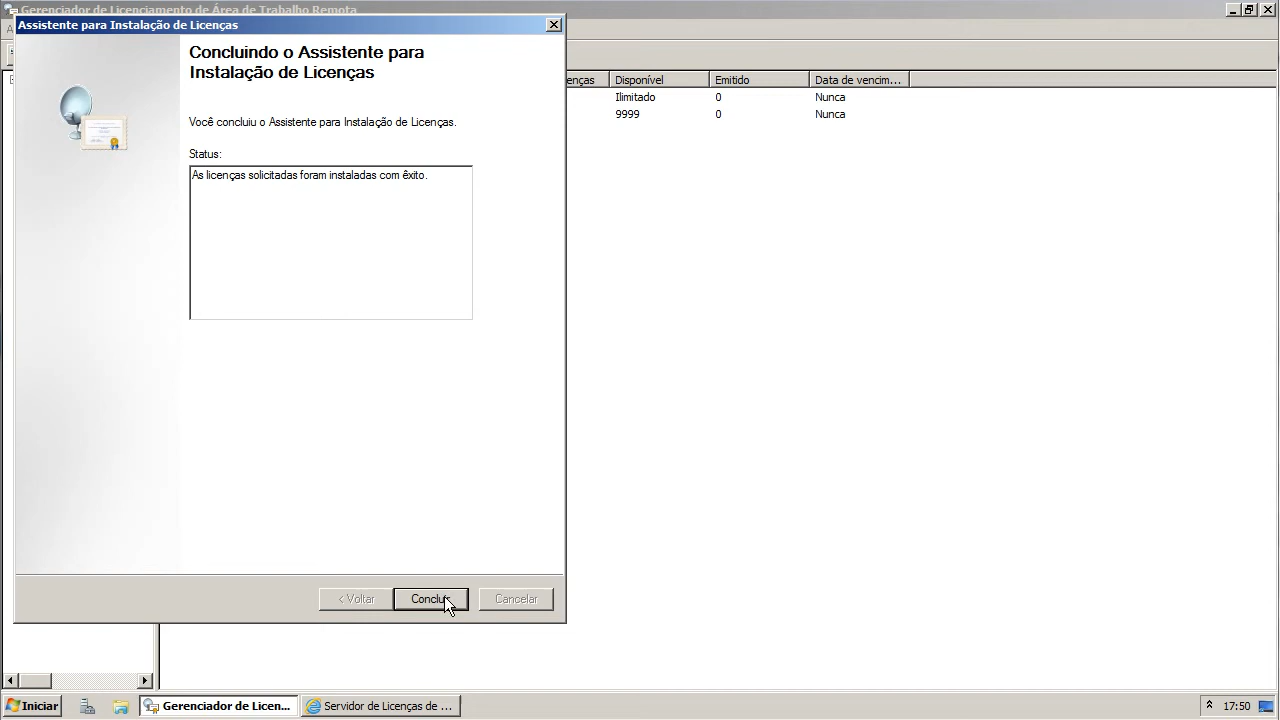 Gerenciador de Licenciamento de Área de Trabalho Remota
Assistente para Instalação de Licenças
Concluindo o Assistente para
Instalação de Licenças
Você concluiu o Assistente para Instalação de Licenças.
Status:
As licenças solicitadas foram instaladas com êxito.
Disponível Emitido Data de vencim...
Ilimitado 0 Nunca
9999 0 Nunca
< Voltar Concluir Cancelar
Iniciar Gerenciador de Licen... Servidor de Licenças de ... 17:50